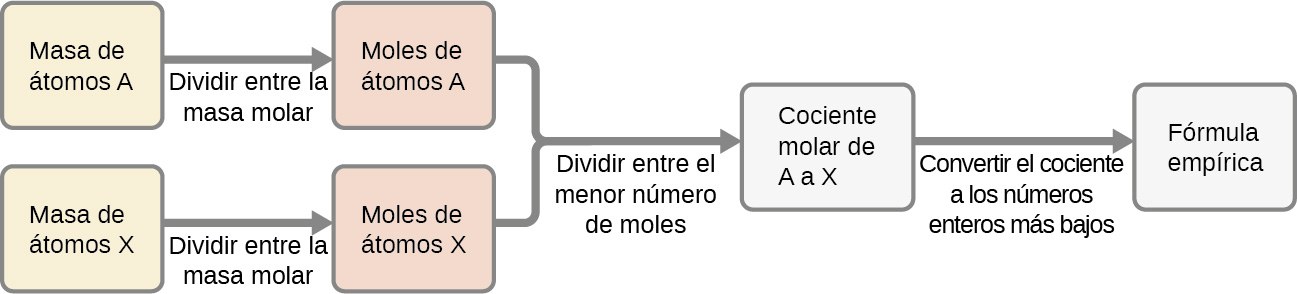 Masa de
átomos A
Dividir entre la
masa molar
Moles de
átomos A
Masa de
átomos X
Dividir entre la
masa molar
Moles de
átomos X
Dividir entre el
menor número
de moles
Cociente
molar de
A a X
Convertir el cociente
a los números
enteros más bajos
Fórmula
empírica